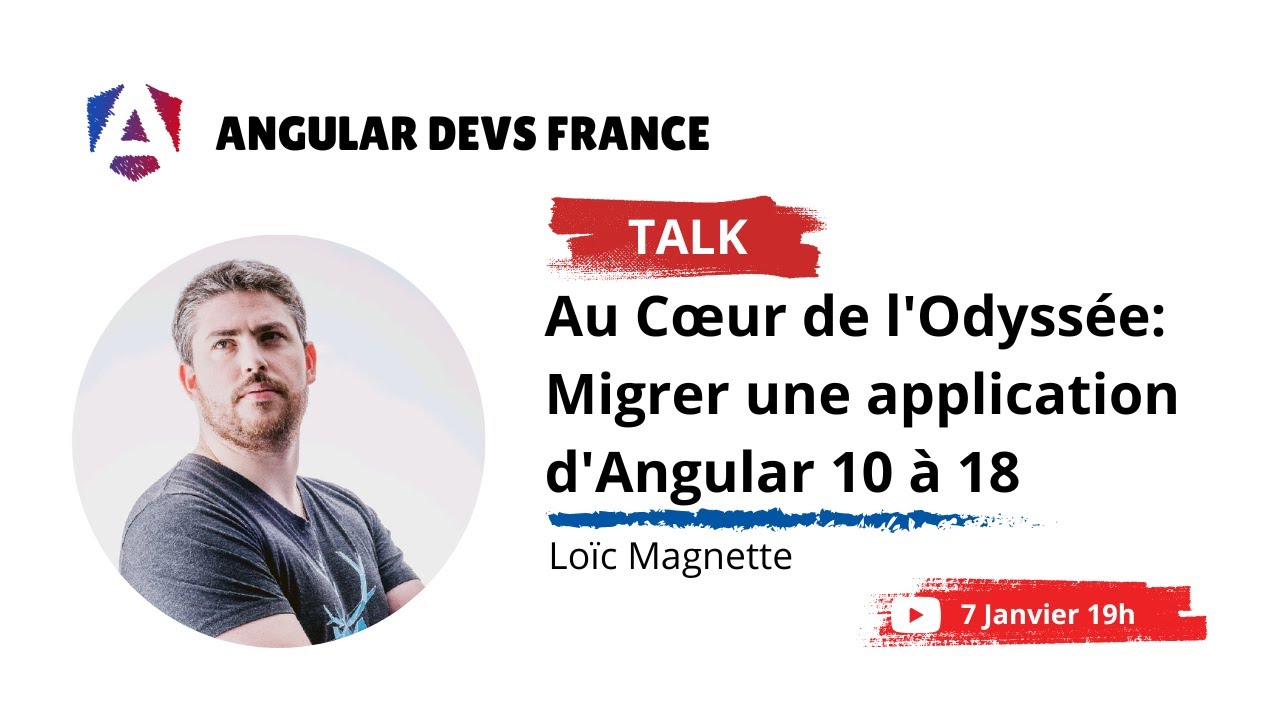 ANGULAR DEVS FRANCE
TALK
Au Cœur de l'Odyssée:
Migrer une application
d'Angular 10 à 18
Loïc Magnette
7 Janvier 19h